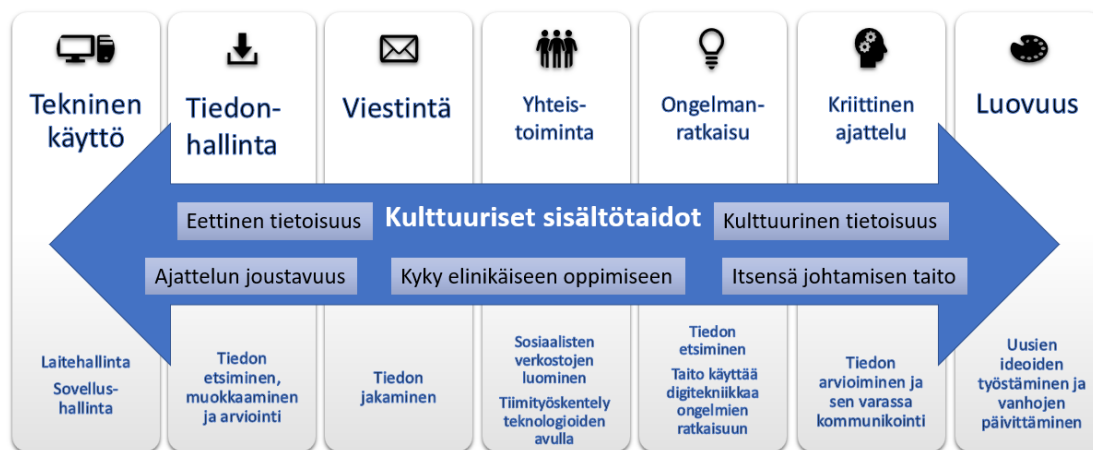 Tekninen
käyttö
Tiedon-
hallinta
Viestintä
Yhteis-
toiminta
Ongelman-
ratkaisu
Kriittinen
ajattelu
Luovuus
Eettinen tietoisuus
Kulttuuriset sisältötaidot
Kulttuurinen tietoisuus
Ajattelun joustavuus
Kyky elinikäiseen oppimiseen
Itsensä johtamisen taito
Laitehallinta
Sovellus-
hallinta
Tiedon
etsiminen,
muokkaaminen
ja arviointi
Tiedon
jakaminen
Sosiaalisten
verkostojen
luominen
Tiimityöskentely
teknologioiden
avulla
Tiedon
etsiminen
Taito käyttää
digitekniikkaa
ongelmien
ratkaisuun
Tiedon
arvioiminen ja
sen varassa
kommunikointi
Uusien
ideoiden
työstäminen ja
vanhojen
päivittäminen